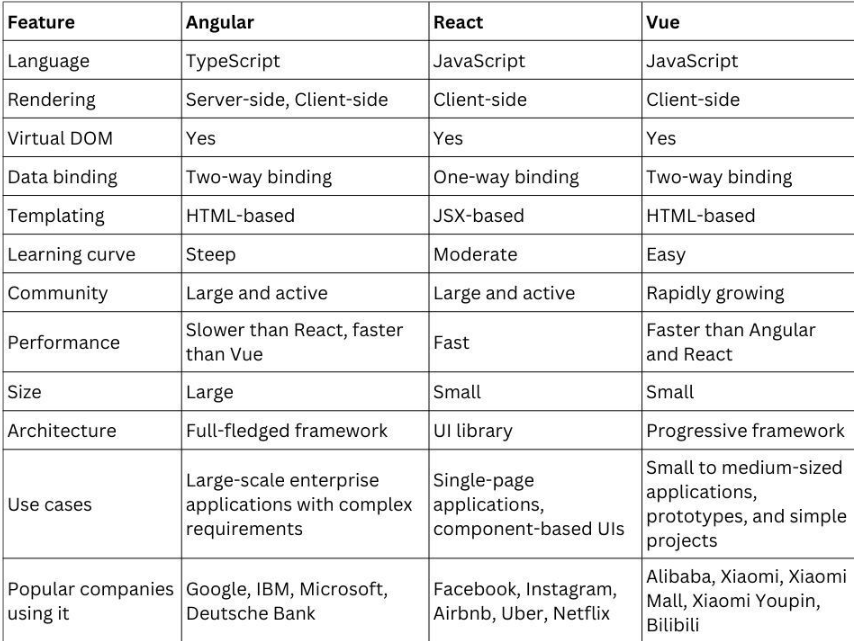 Feature Angular React Vue
Language TypeScript JavaScript JavaScript
Rendering Server-side, Client-side Client-side Client-side
Virtual DOM Yes Yes Yes
Data binding Two-way binding One-way binding Two-way binding
Templating HTML-based JSX-based HTML-based
Learning curve Steep Moderate Easy
Community Large and active Large and active Rapidly growing
Performance
Slower than React, faster
than Vue
Fast
Faster than Angular
and React
Size Large Small Small
Architecture Full-fledged framework UI library Progressive framework
Use cases
Large-scale enterprise
applications with complex
requirements
Single-page
applications,
component-based UIs
Small to medium-sized
applications,
prototypes, and simple
projects
Popular companies
using it
Google, IBM, Microsoft,
Deutsche Bank
Facebook, Instagram,
Airbnb, Uber, Netflix
Alibaba, Xiaomi, Xiaomi
Mall, Xiaomi Youpin,
Bilibili